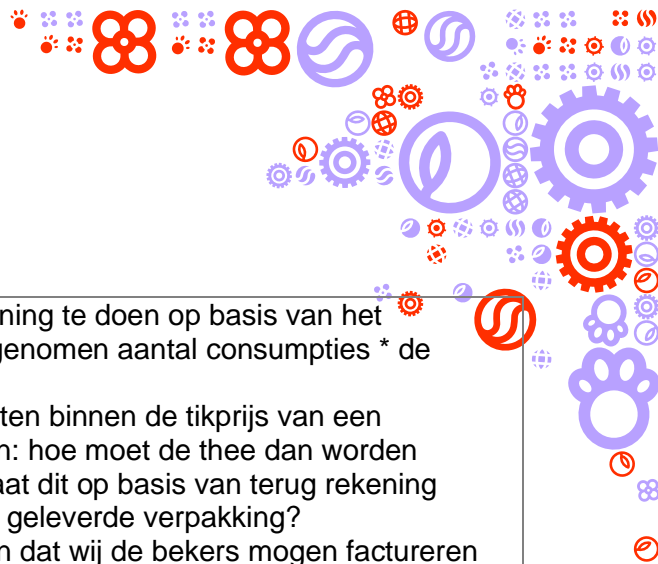 ning te doen op basis van het
genomen aantal consumpties * de
ten binnen de tikprijs van een
n: hoe moet de thee dan worden
aat dit op basis van terug rekening
geleverde verpakking?
n dat wij de bekers mogen factureren